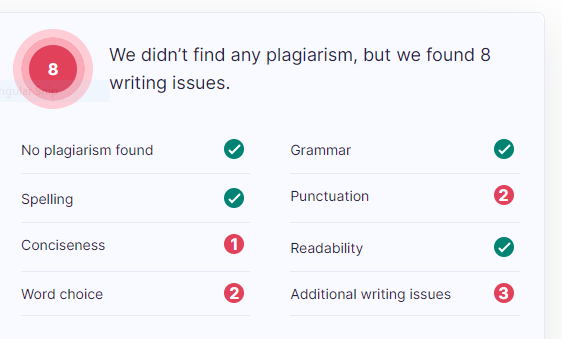 8
We didn’t find any plagiarism, but we found 8
writing issues.
No plagiarism found
Grammar
Spelling
Punctuation 2
Conciseness 1
Readability
Word choice 2
Additional writing issues 3